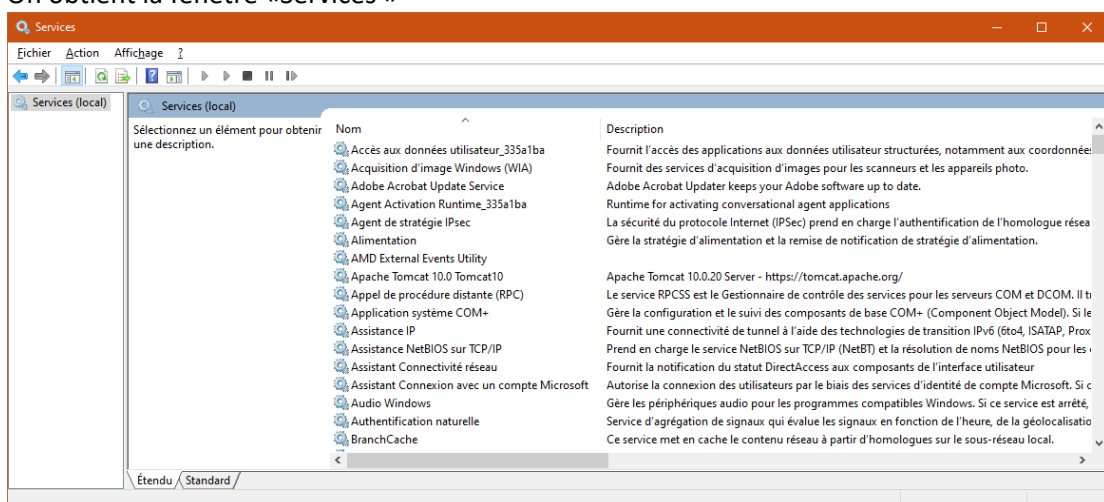 On obtient la fenêtre «Services »
Services
Fichier Action Affichage ?
Services (local)
Services (local)
Sélectionnez un élément pour obtenir
une description.
Nom Description
Accès aux données utilisateur_335a1ba Fournit l'accès des applications aux données utilisateur structurées, notamment aux coordonnée
Acquisition d'image Windows (WIA) Fournit des services d'acquisition d'images pour les scanneurs et les appareils photo.
Adobe Acrobat Update Service Adobe Acrobat Updater keeps your Adobe software up to date.
Agent Activation Runtime_335a1ba Runtime for activating conversational agent applications
Agent de stratégie IPsec La sécurité du protocole Internet (IPSec) prend en charge l'authentification de l'homologue résea
Alimentation Gère la stratégie d'alimentation et la remise de notification de stratégie d'alimentation.
AMD External Events Utility
Apache Tomcat 10.0 Tomcat10 Apache Tomcat 10.0.20 Server - https://tomcat.apache.org/
Appel de procédure distante (RPC) Le service RPCSS est le Gestionnaire de contrôle des services pour les serveurs COM et DCOM. Il
Application système COM+ Gère la configuration et le suivi des composants de base COM+ (Component Object Model). Si le
Assistance IP Fournit une connectivité de tunnel à l'aide des technologies de transition IPv6 (6to4, ISATAP, Prox
Assistance NetBIOS sur TCP/IP Prend en charge le service NetBIOS sur TCP/IP (NetBT) et la résolution de noms NetBIOS pour les
Assistant Connectivité réseau Fournit la notification du statut DirectAccess aux composants de l'interface utilisateur
Assistant Connexion avec un compte Microsoft Autorise la connexion des utilisateurs par le biais des services d'identité de compte Microsoft. Si c
Audio Windows Gère les périphériques audio pour les programmes compatibles Windows. Si ce service est arrêté,
Authentification naturelle Service d'agrégation de signaux qui évalue les signaux en fonction de l'heure, de la géolocalisatio
BranchCache Ce service met en cache le contenu réseau à partir d'homologues sur le sous-réseau local.
Étendu Standard